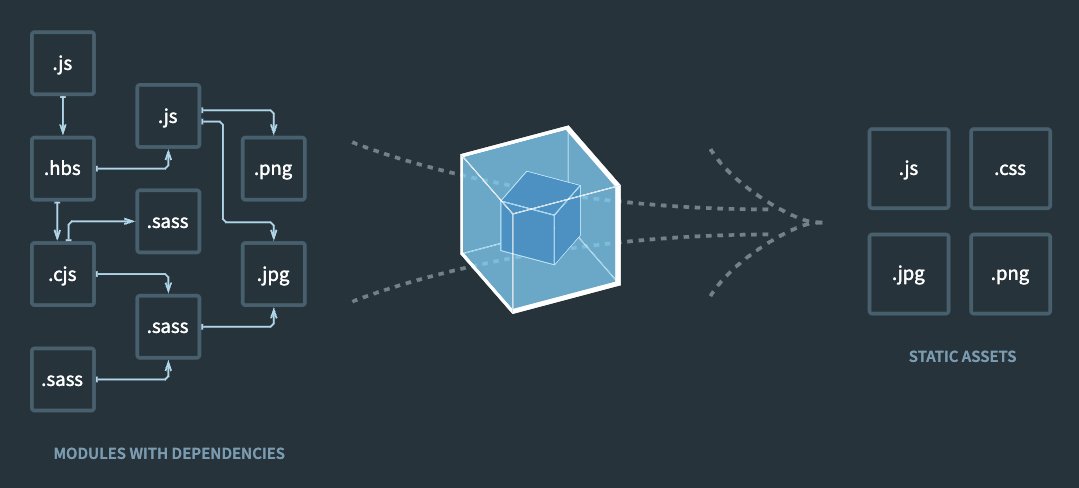 .js
.js
.hbs
.png
.sass
.cjs
.jpg
.sass
.sass
MODULES WITH DEPENDENCIES
.js
.css
.jpg
.png
STATIC ASSETS